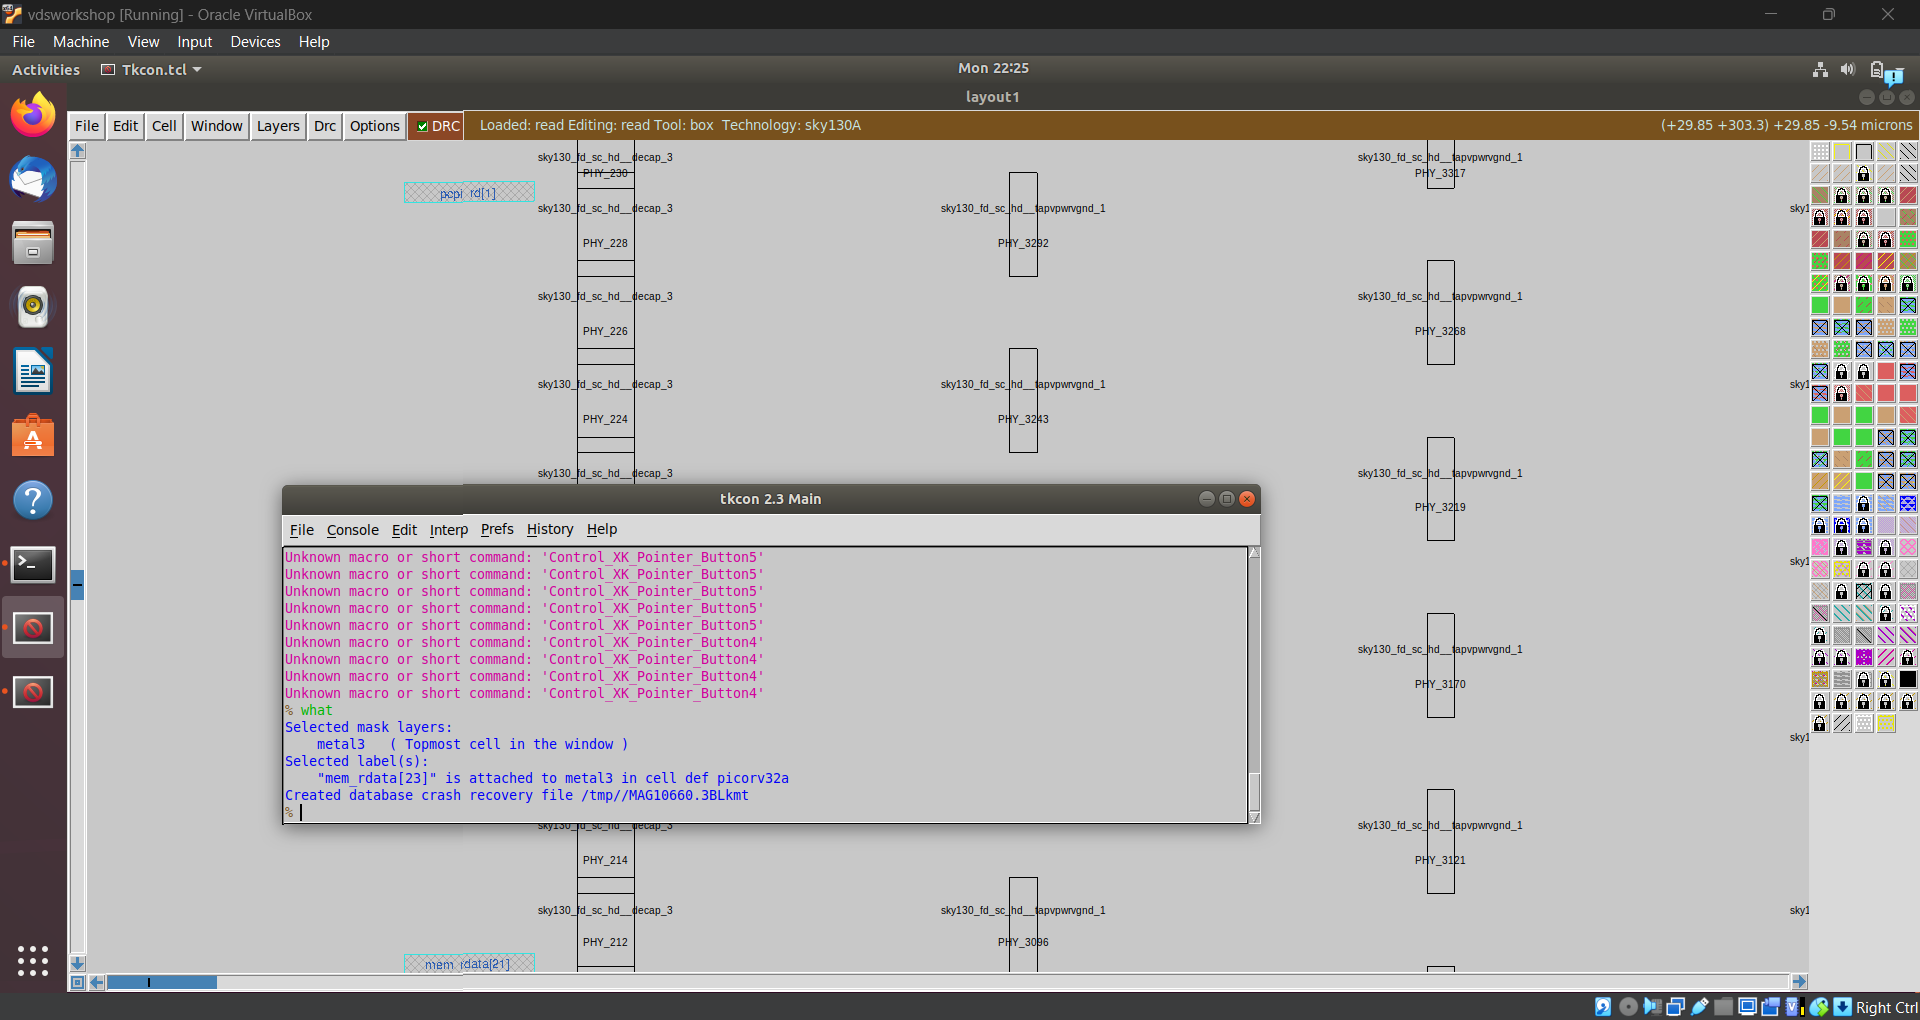 vdsworkshop [Running] - Oracle VirtualBox
File Machine View Input Devices Help
Activities Tkcon.tcl Mon 22:25
layout1
File Edit Cell Window Layers Drc Options DRC Loaded: read Editing: read Tool: box Technology: sky130A (+29.85 +303.3) +29.85 -9.54 microns
sky130_fd_sc_hd__decap_3 sky130_fd_sc_hd__tapvpwrvgnd_1
PHY_230 PHY_3317
pcpi_rd[1]
sky130_fd_sc_hd__decap_3 sky130_fd_sc_hd__tapvpwrvgnd_1 sky1
PHY_228 PHY_3292
sky130_fd_sc_hd__decap_3 sky130_fd_sc_hd__tapvpwrvgnd_1
PHY_226 PHY_3268
sky130_fd_sc_hd__decap_3 sky130_fd_sc_hd__tapvpwrvgnd_1 sky1
PHY_224 PHY_3243
sky130_fd_sc_hd__decap_3 sky130_fd_sc_hd__tapvpwrvgnd_1
PHY_3219
tkcon 2.3 Main
File Console Edit Interp Prefs History Help
Unknown macro or short command: 'Control_XK_Pointer_Button5'
Unknown macro or short command: 'Control_XK_Pointer_Button5'
Unknown macro or short command: 'Control_XK_Pointer_Button5'
Unknown macro or short command: 'Control_XK_Pointer_Button5'
Unknown macro or short command: 'Control_XK_Pointer_Button5'
Unknown macro or short command: 'Control_XK_Pointer_Button4'
Unknown macro or short command: 'Control_XK_Pointer_Button4'
Unknown macro or short command: 'Control_XK_Pointer_Button4'
Unknown macro or short command: 'Control_XK_Pointer_Button4'
% what
Selected mask layers:
metal3 ( Topmost cell in the window )
Selected label(s):
"mem_rdata[23]" is attached to metal3 in cell def picorv32a
Created database crash recovery file /tmp//MAG10660.3BLkmt
%
sky1
sky130_fd_sc_hd__tapvpwrvgnd_1
PHY_3170
sky1
sky130_fd_sc_hd__decap_3 sky130_fd_sc_hd__tapvpwrvgnd_1
PHY_214 PHY_3121
sky130_fd_sc_hd__decap_3 sky130_fd_sc_hd__tapvpwrvgnd_1 sky1
PHY_212 PHY_3096
mem_rdata[21]
Right Ctrl